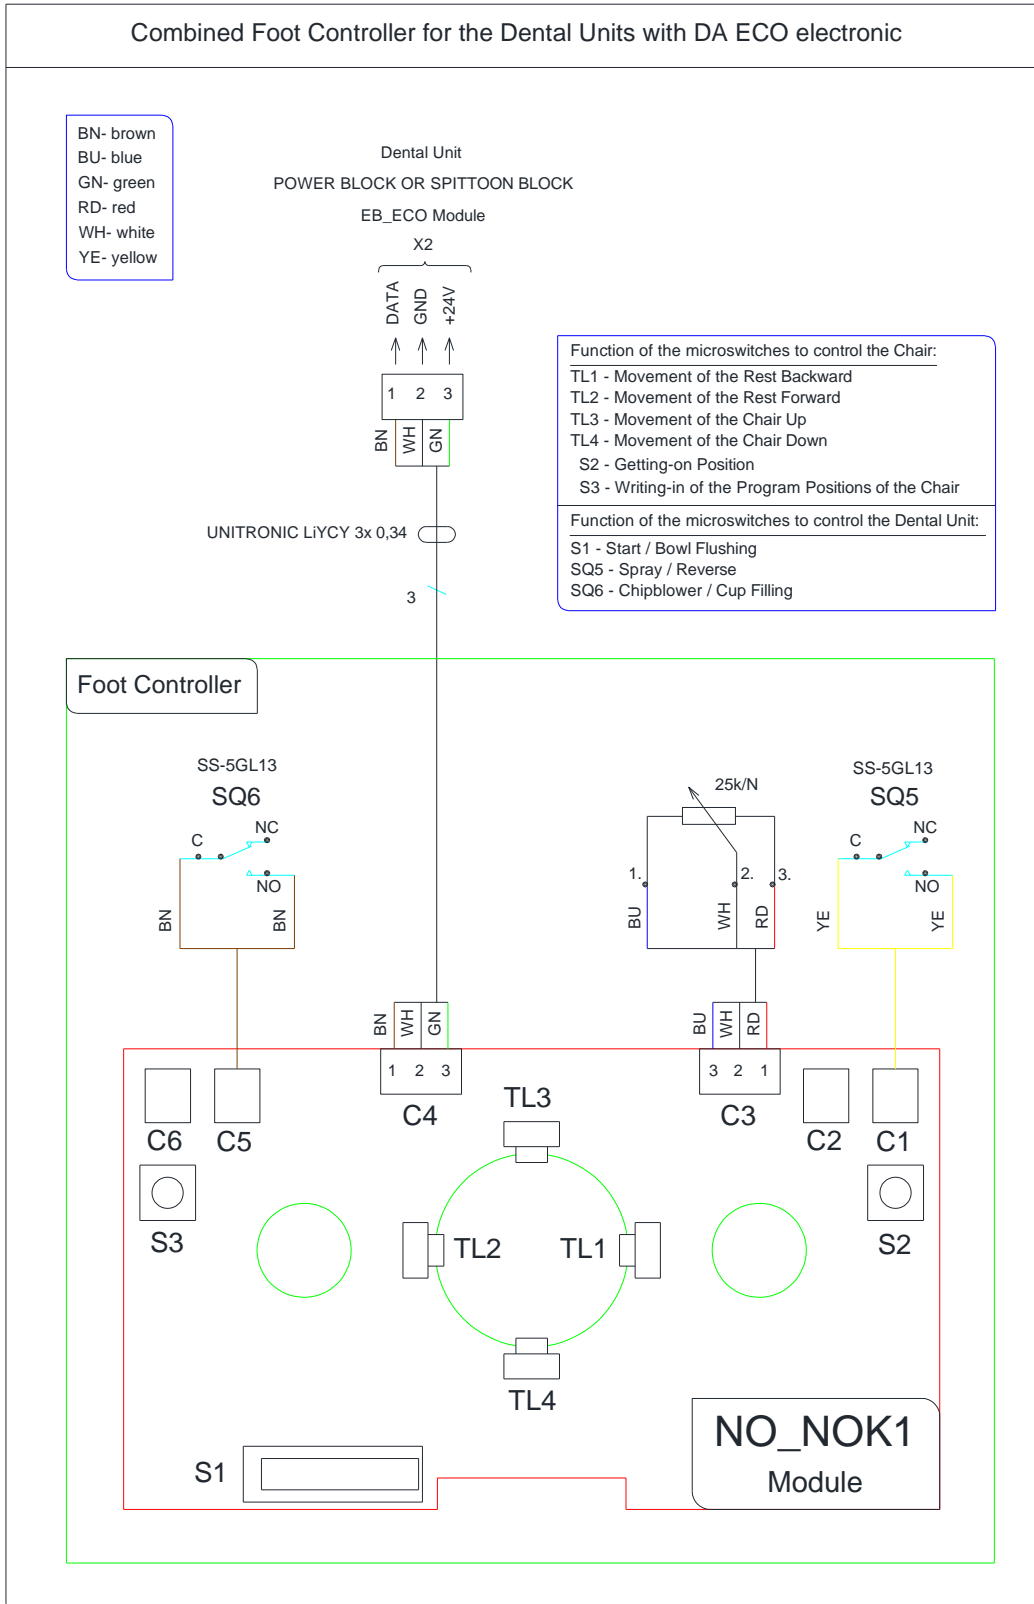 Combined Foot Controller for the Dental Units with DA ECO electronic
BN- brown
BU- blue
GN- green
RD- red
WH- white
YE- yellow
Dental Unit
POWER BLOCK OR SPITTOON BLOCK
EB_ECO Module
X2
DATA GND +24V
1 2 3
BN WH GN
UNITRONIC LiYCY 3x 0,34
3
Function of the microswitches to control the Chair:
TL1 - Movement of the Rest Backward
TL2 - Movement of the Rest Forward
TL3 - Movement of the Chair Up
TL4 - Movement of the Chair Down
S2 - Getting-on Position
S3 - Writing-in of the Program Positions of the Chair
Function of the microswitches to control the Dental Unit:
S1 - Start / Bowl Flushing
SQ5 - Spray / Reverse
SQ6 - Chipblower / Cup Filling
Foot Controller
SS-5GL13
SQ6
C NC
NO
BN BN
25k/N
1. 2. 3.
BU WH RD
SS-5GL13
SQ5
C NC
NO
YE YE
BN WH GN
1 2 3
C4
BU WH RD
3 2 1
C3
C6 C5
C2 C1
S3
S2
TL3
TL2 TL1
TL4
S1
NO_NOK1
Module